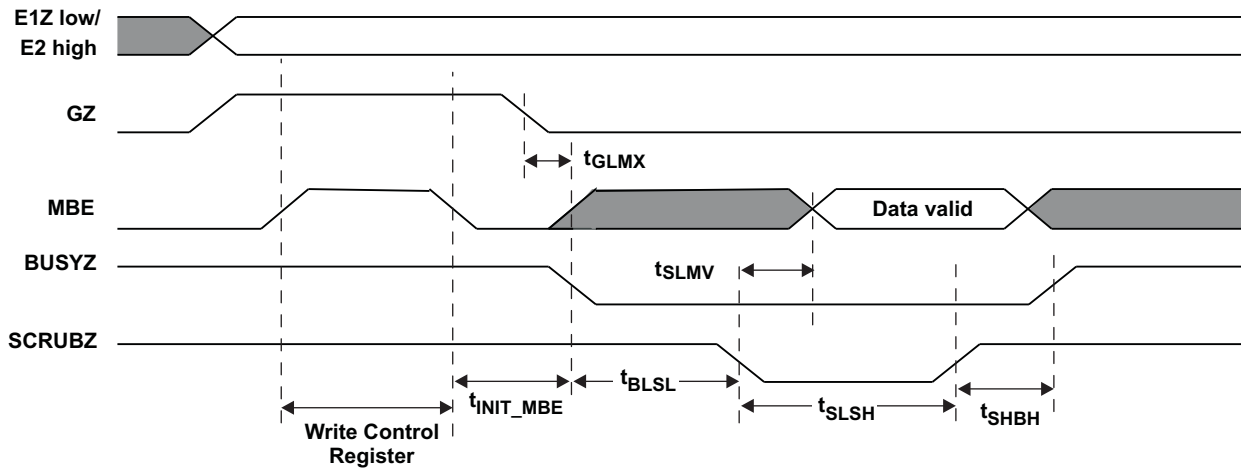 E1Z low/
E2 high
GZ
tGLMX
MBE
Data valid
BUSYZ
tSLMV
SCRUBZ
tINIT_MBE
tBLSL
tSLSH
tSHBH
Write Control
Register